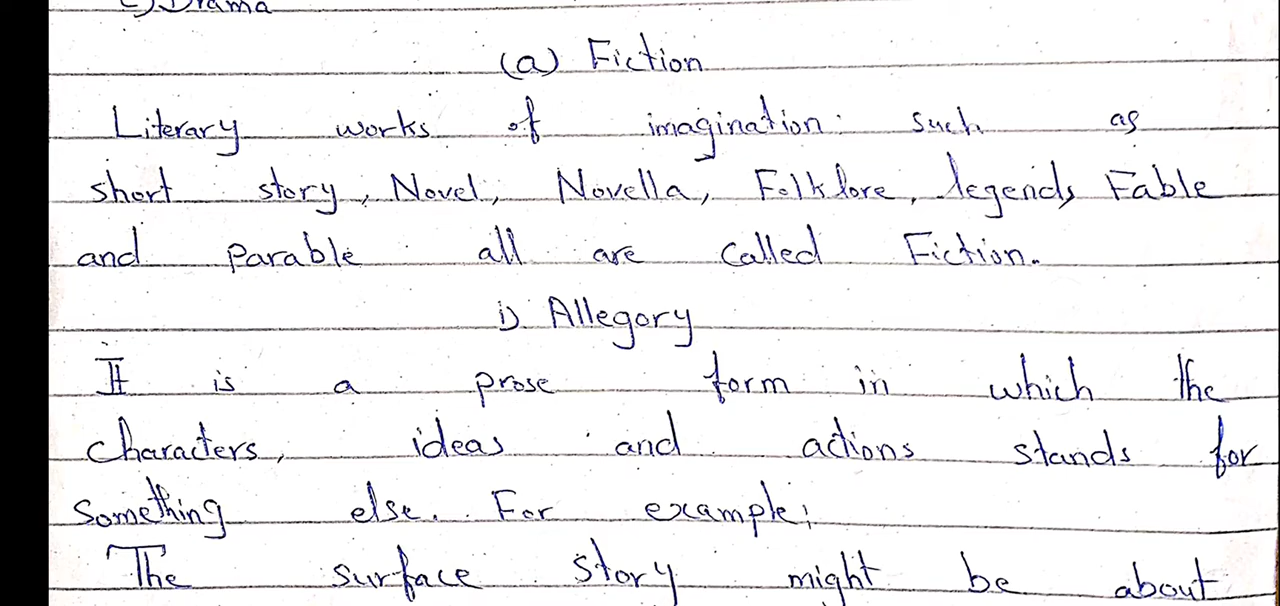 c) Drama
(a) Fiction
Literary works of imagination: such as
short story, Novel, Novella, Folklore, legends, Fable
and Parable all are called Fiction.
i) Allegory
It is a prose form in which the
characters, ideas and actions stands for
something else. For example;
The surface story might be about